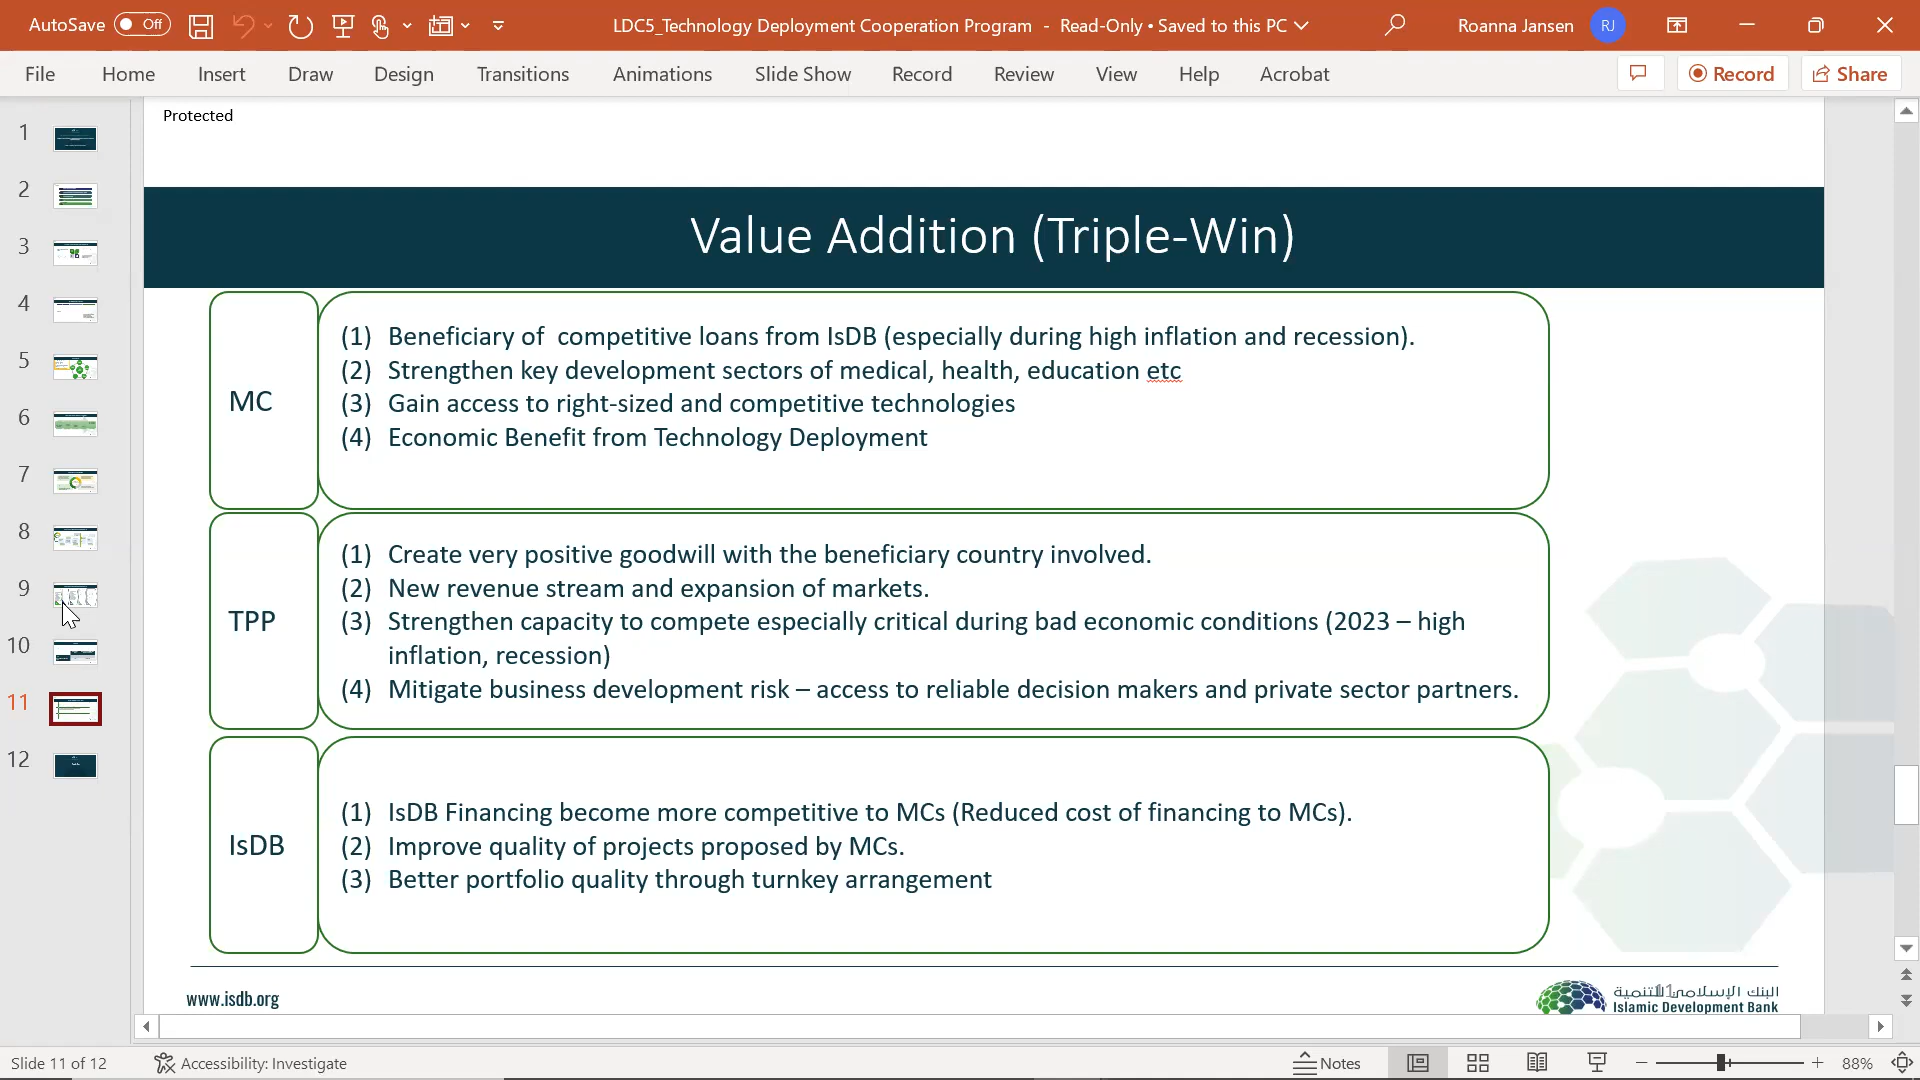 AutoSave Off LDC5_Technology Deployment Cooperation Program - Read-Only • Saved to this PC Roanna Jansen RJ
File Home Insert Draw Design Transitions Animations Slide Show Record Review View Help Acrobat Record Share
Protected
Value Addition (Triple-Win)
MC
(1) Beneficiary of competitive loans from IsDB (especially during high inflation and recession).
(2) Strengthen key development sectors of medical, health, education etc
(3) Gain access to right-sized and competitive technologies
(4) Economic Benefit from Technology Deployment
TPP
(1) Create very positive goodwill with the beneficiary country involved.
(2) New revenue stream and expansion of markets.
(3) Strengthen capacity to compete especially critical during bad economic conditions (2023 – high
inflation, recession)
(4) Mitigate business development risk – access to reliable decision makers and private sector partners.
IsDB
(1) IsDB Financing become more competitive to MCs (Reduced cost of financing to MCs).
(2) Improve quality of projects proposed by MCs.
(3) Better portfolio quality through turnkey arrangement
www.isdb.org
البنك الإسلامي للتنمية
11
Islamic Development Bank
1
2
3
4
5
6
7
8
9
10
11
12
Slide 11 of 12 Accessibility: Investigate Notes 88%